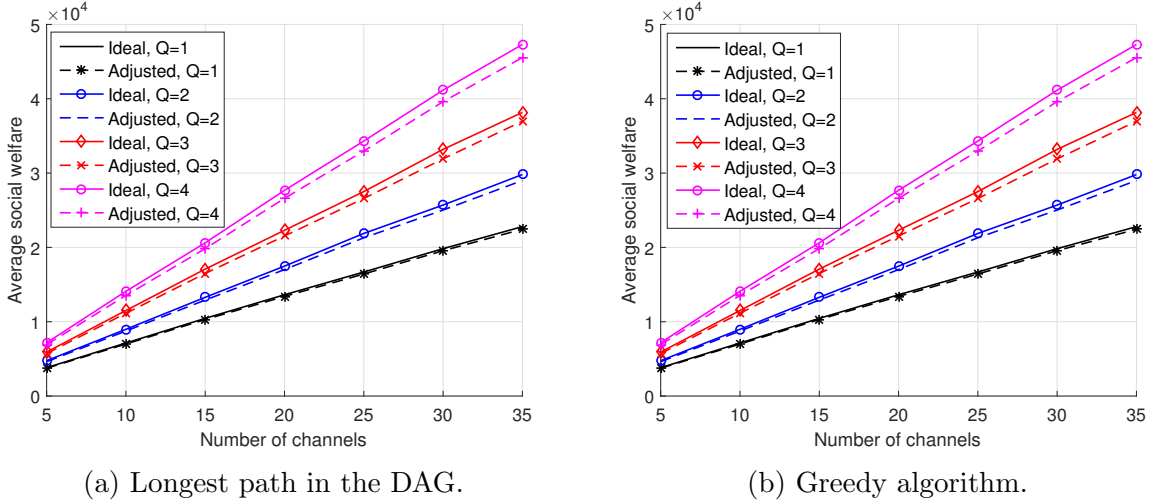 ×10⁴
5
4
3
2
1
0
Average social welfare
Ideal, Q=1
Adjusted, Q=1
Ideal, Q=2
Adjusted, Q=2
Ideal, Q=3
Adjusted, Q=3
Ideal, Q=4
Adjusted, Q=4
5 10 15 20 25 30 35
Number of channels
(a) Longest path in the DAG.
×10⁴
5
4
3
2
1
0
Average social welfare
Ideal, Q=1
Adjusted, Q=1
Ideal, Q=2
Adjusted, Q=2
Ideal, Q=3
Adjusted, Q=3
Ideal, Q=4
Adjusted, Q=4
5 10 15 20 25 30 35
Number of channels
(b) Greedy algorithm.